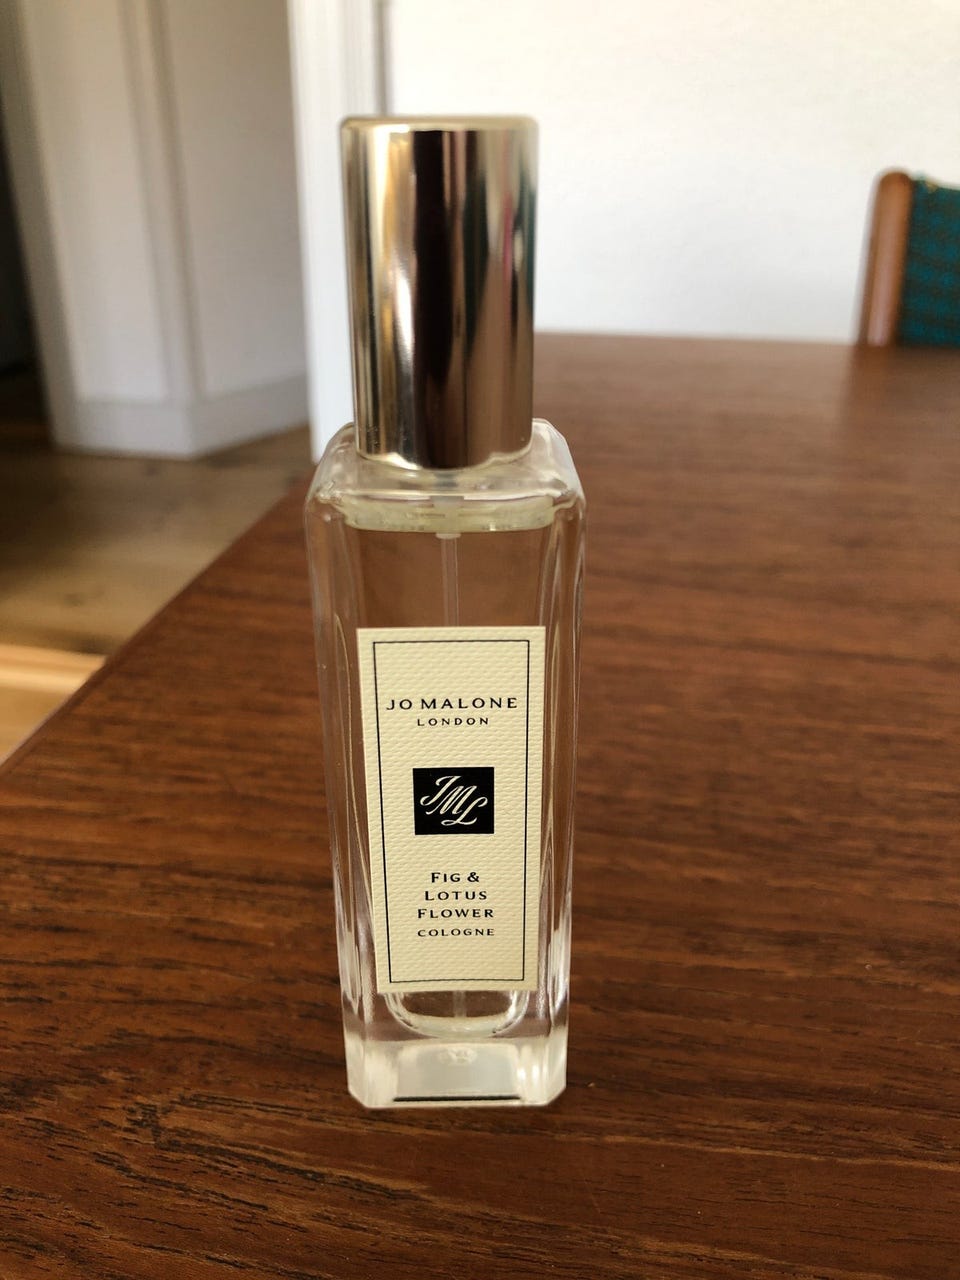 JO MALONE
LONDON
JML
FIG &
LOTUS
FLOWER
COLOGNE